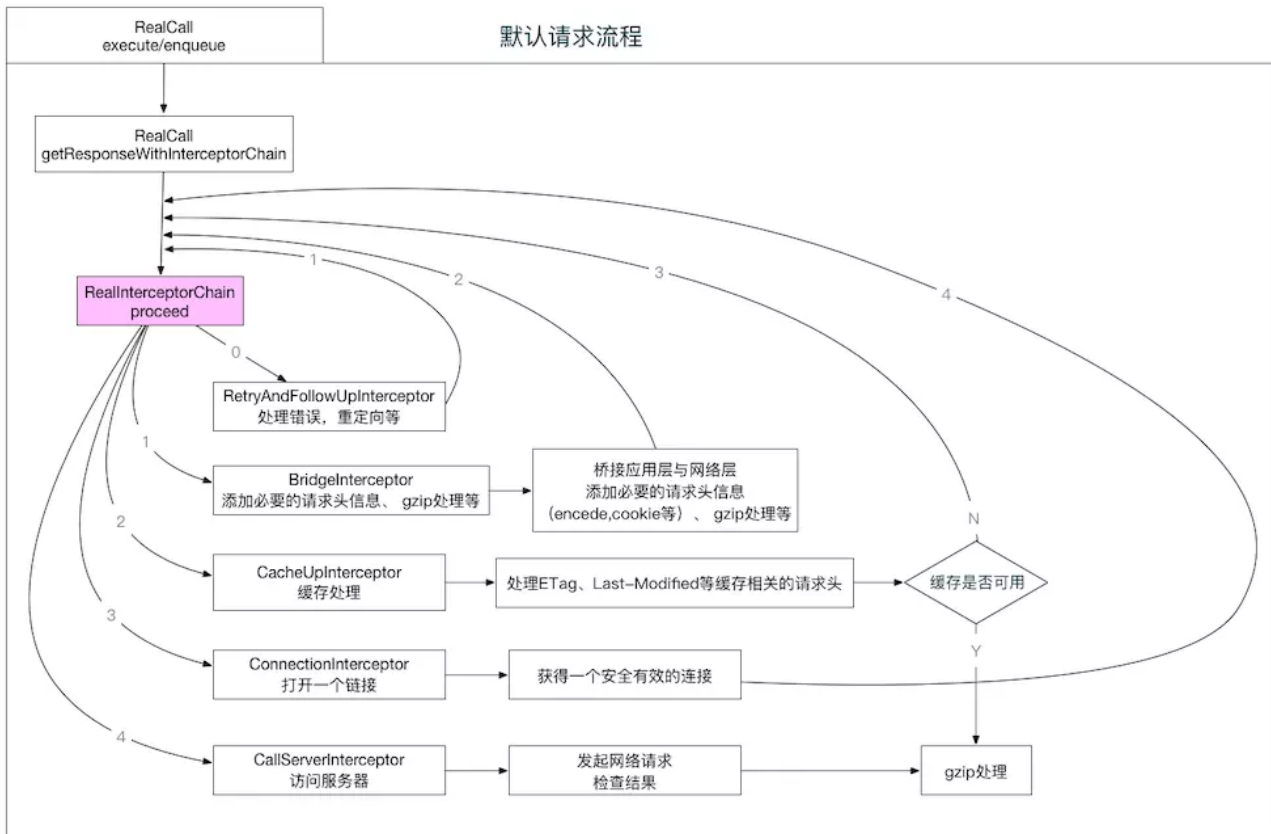 RealCall
execute/enqueue
默认请求流程
RealCall
getResponseWithInterceptorChain
1
2
3
4
RealInterceptorChain
proceed
0
RetryAndFollowUpInterceptor
处理错误，重定向等
1
BridgeInterceptor
添加必要的请求头信息、 gzip处理等
桥接应用层与网络层
添加必要的请求头信息
（encede,cookie等）、 gzip处理等
N
2
CacheUpInterceptor
缓存处理
处理ETag、Last-Modified等缓存相关的请求头
缓存是否可用
3
Y
ConnectionInterceptor
打开一个链接
获得一个安全有效的连接
4
CallServerInterceptor
访问服务器
发起网络请求
检查结果
gzip处理